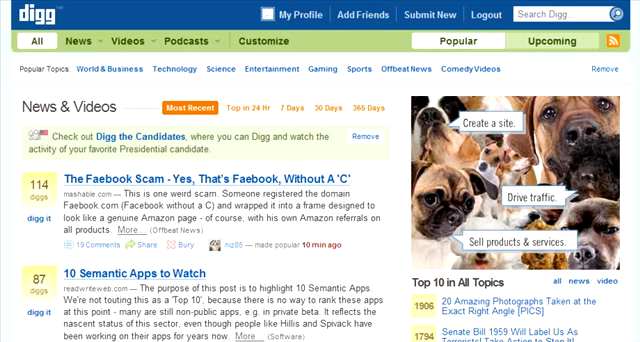 digg™ My Profile Add Friends Submit New Logout Search Digg
All News Videos Podcasts Customize Popular Upcoming
Popular Topics: World & Business Technology Science Entertainment Gaming Sports Offbeat News Comedy Videos Remove
News & Videos Most Recent Top in 24 Hr 7 Days 30 Days 365 Days
Check out Digg the Candidates, where you can Digg and watch the
activity of your favorite Presidential candidate.
Remove
114
diggs
digg it
The Faebook Scam - Yes, That's Faebook, Without A 'C'
mashable.com — This is one weird scam. Someone registered the domain
Faebook.com (Facebook without a C) and wrapped it into a frame designed to
look like a genuine Amazon page - of course, with his own Amazon referrals on
all products. More... (Offbeat News)
19 Comments Share Bury niz85 — made popular 10 min ago
87
diggs
digg it
10 Semantic Apps to Watch
readwriteweb.com — The purpose of this post is to highlight 10 Semantic Apps.
We're not touting this as a 'Top 10', because there is no way to rank these apps
at this point - many are still non-public apps, e.g. in private beta. It reflects the
nascent status of this sector, even though people like Hillis and Spivack have
been working on their apps for years now. More... (Software)
Create a site.
Drive traffic.
Sell products & services.
Top 10 in All Topics all news video
1906
20 Amazing Photographs Taken at the
Exact Right Angle [PICS]
1794
Senate Bill 1959 Will Label Us As
Terrorists! Take Action to Stop It!